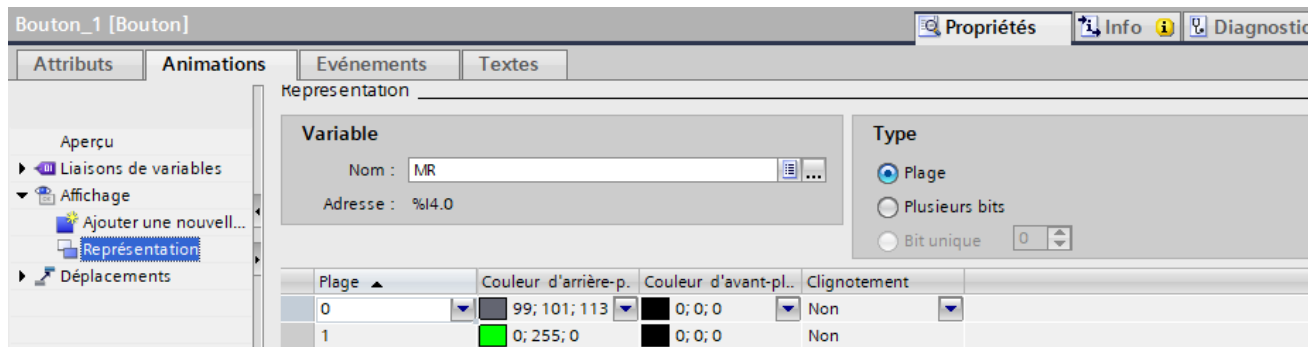 Bouton_1 [Bouton]
Propriétés
Info
Diagnostic
Attributs
Animations
Evénements
Textes
Représentation
Aperçu
Liaisons de variables
Affichage
Ajouter une nouvell...
Représentation
Déplacements
Variable
Nom : MR
Adresse : %I4.0
Type
Plage
Plusieurs bits
Bit unique 0
Plage Couleur d'arrière-p. Couleur d'avant-pl.. Clignotement
0 99; 101; 113 0; 0; 0 Non
1 0; 255; 0 0; 0; 0 Non